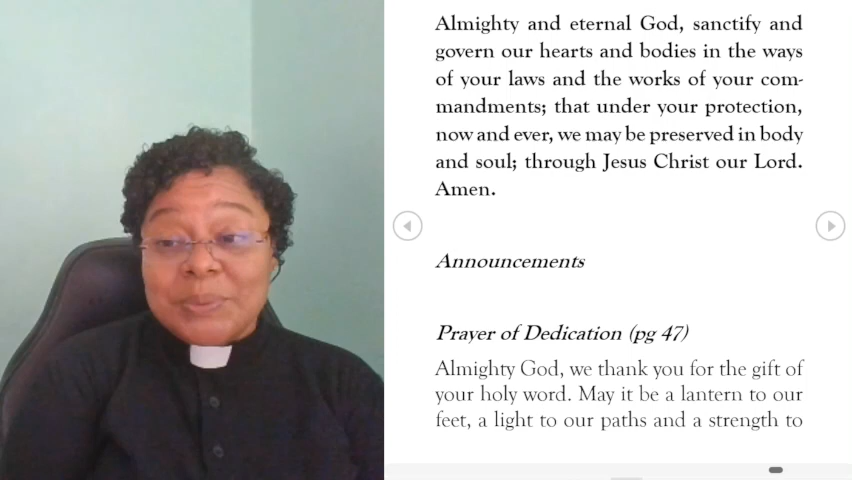 Almighty and eternal God, sanctify and
govern our hearts and bodies in the ways
of your laws and the works of your com-
mandments; that under your protection,
now and ever, we may be preserved in body
and soul; through Jesus Christ our Lord.
Amen.
Announcements
Prayer of Dedication (pg 47)
Almighty God, we thank you for the gift of
your holy word. May it be a lantern to our
feet, a light to our paths and a strength to